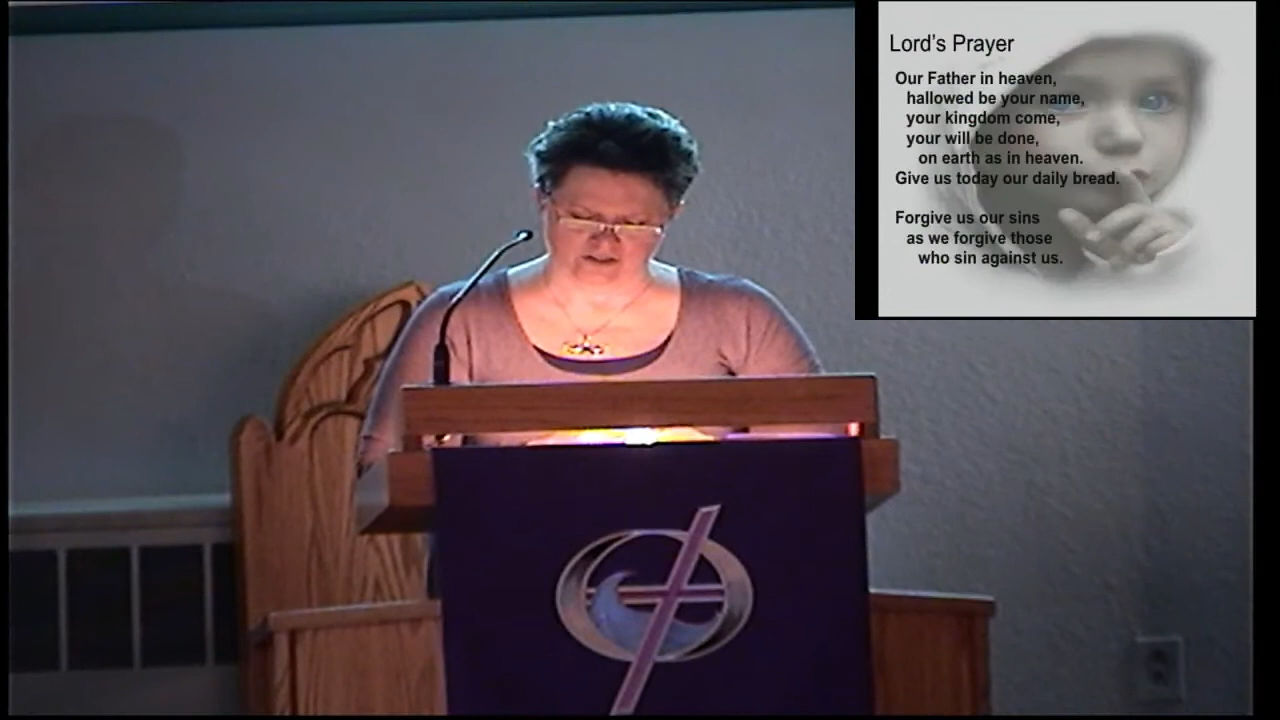 Lord's Prayer
Our Father in heaven,
hallowed be your name,
your kingdom come,
your will be done,
on earth as in heaven.
Give us today our daily bread.
Forgive us our sins
as we forgive those
who sin against us.